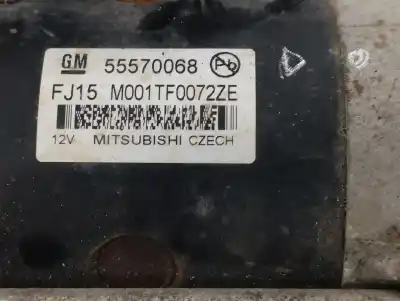 GM 55570068 Pb
FJ15 M001TF0072ZE
12V MITSUBISHI CZECH